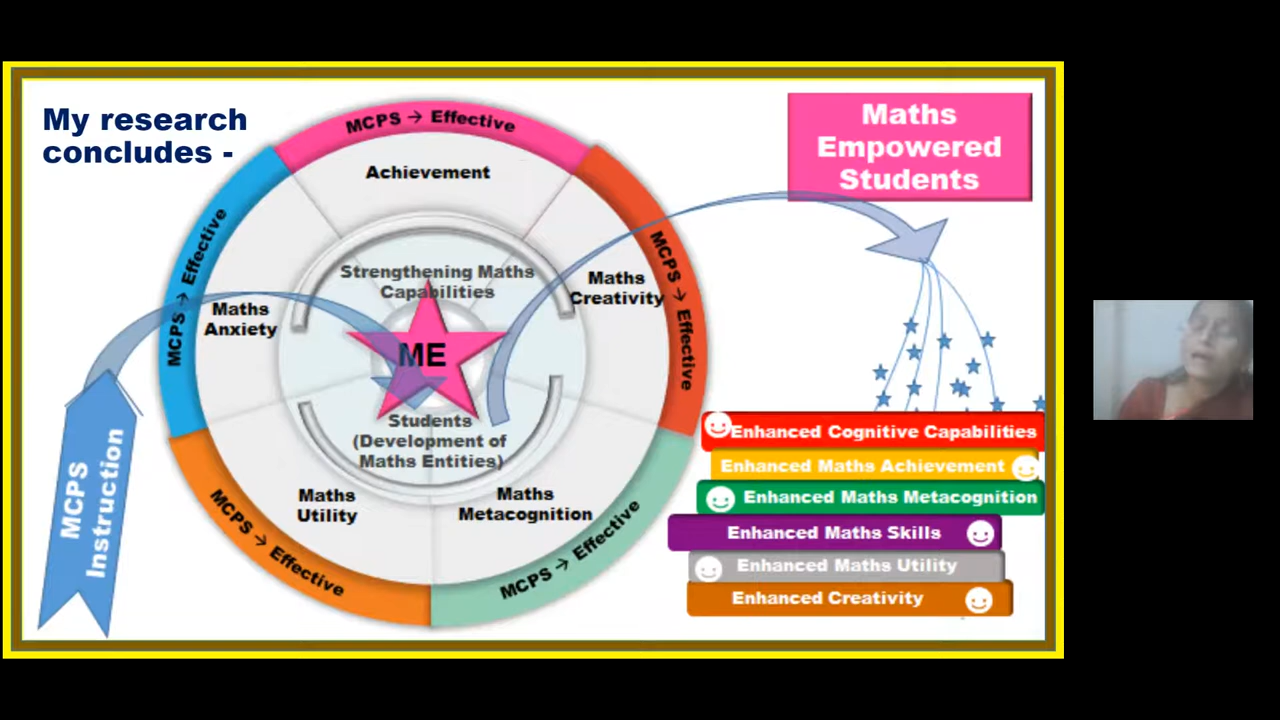 My research
concludes -
MCPS → Effective
Achievement
MCPS → Effective
Maths
Anxiety
MCPS → Effective
Maths
Creativity
Strengthening Maths
Capabilities
ME
Students
(Development of
Maths Entities)
Maths
Utility
MCPS → Effective
Maths
Metacognition
MCPS → Effective
MCPS
Instruction
Maths
Empowered
Students
Enhanced Cognitive Capabilities
Enhanced Maths Achievement
Enhanced Maths Metacognition
Enhanced Maths Skills
Enhanced Maths Utility
Enhanced Creativity